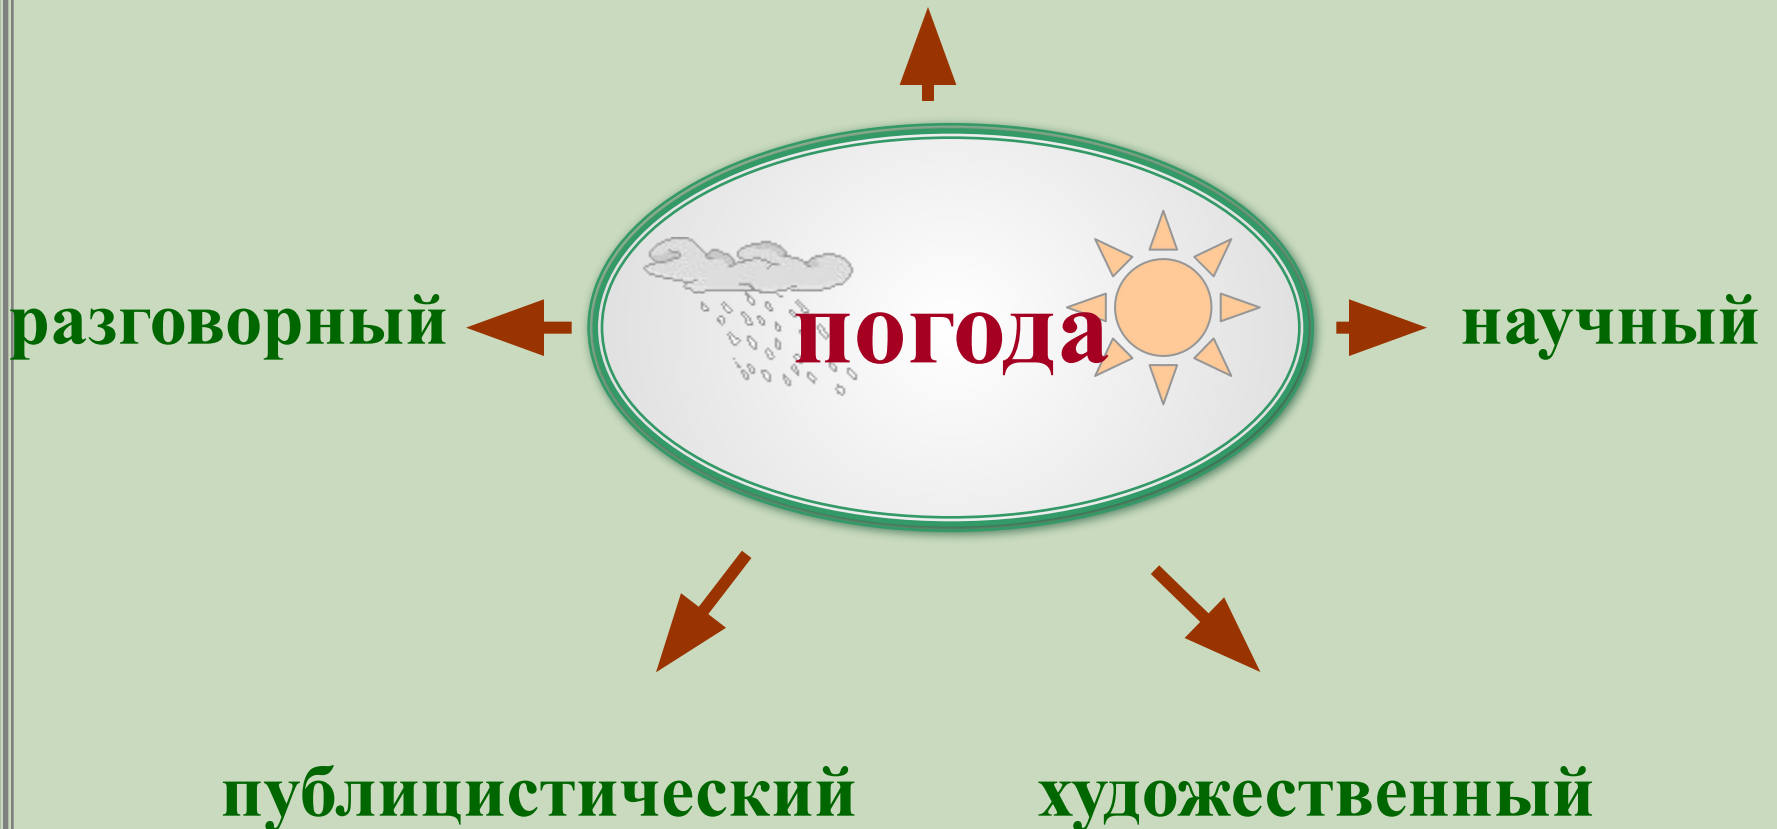 разговорный
погода
научный
публицистический
художественный